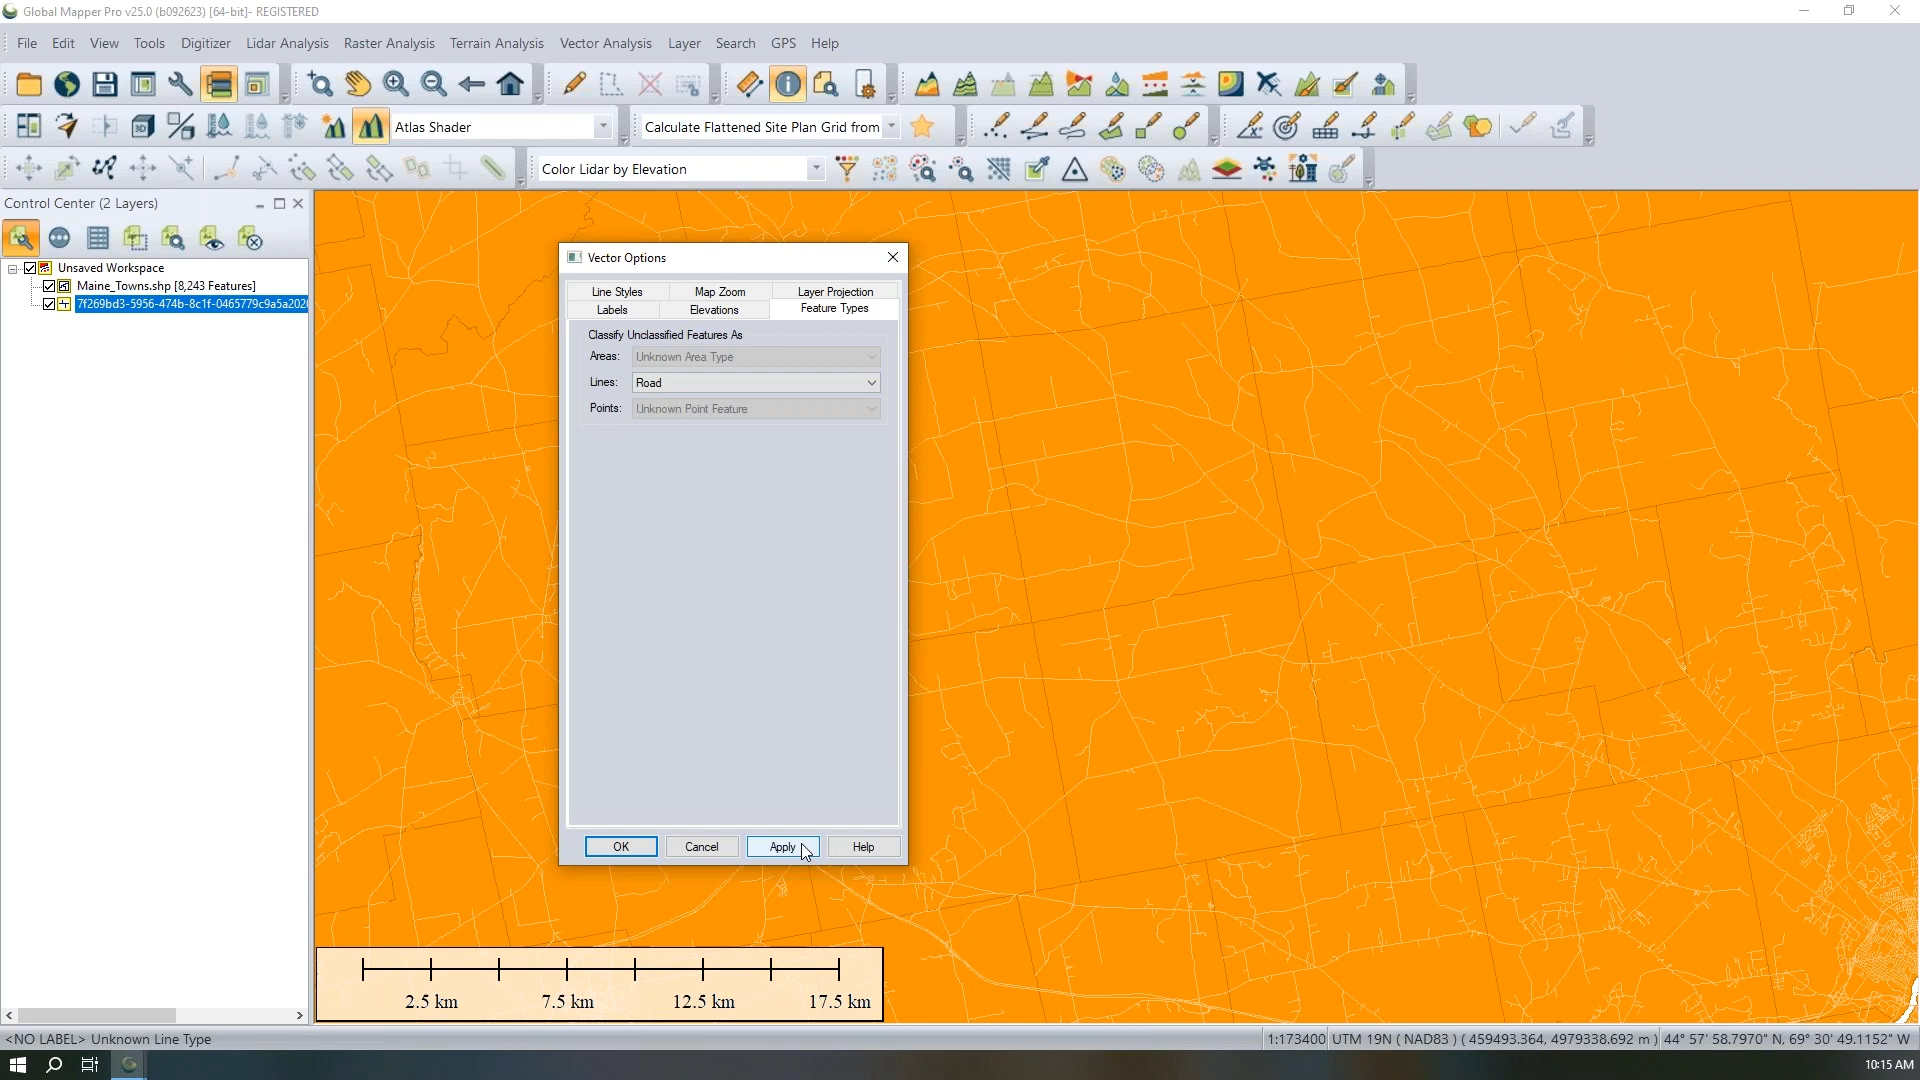 Global Mapper Pro v25.0 (b092623) [64-bit]- REGISTERED
File Edit View Tools Digitizer Lidar Analysis Raster Analysis Terrain Analysis Vector Analysis Layer Search GPS Help
3D Atlas Shader Calculate Flattened Site Plan Grid from
Color Lidar by Elevation
Control Center (2 Layers)
Unsaved Workspace
Maine_Towns.shp [8,243 Features]
7f269bd3-5956-474b-8c1f-0465779c9a5a202
Vector Options
Line Styles Map Zoom Layer Projection
Labels Elevations Feature Types
Classify Unclassified Features As
Areas: Unknown Area Type
Lines: Road
Points: Unknown Point Feature
OK Cancel Apply Help
2.5 km 7.5 km 12.5 km 17.5 km
<NO LABEL> Unknown Line Type 1:173400 UTM 19N ( NAD83 ) ( 459493.364, 4979338.692 m ) 44° 57' 58.7970" N, 69° 30' 49.1152" W
10:15 AM